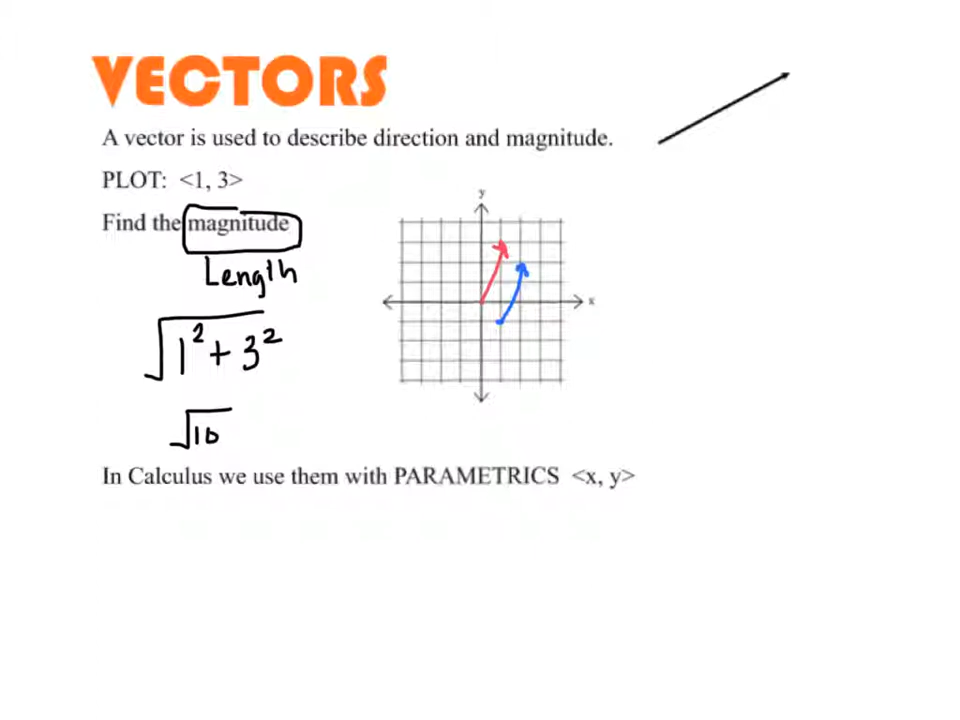 VECTORS
A vector is used to describe direction and magnitude.
PLOT: <1, 3>
y
Find the magnitude
Length
x
√1²+3²
√10
In Calculus we use them with PARAMETRICS <x, y>